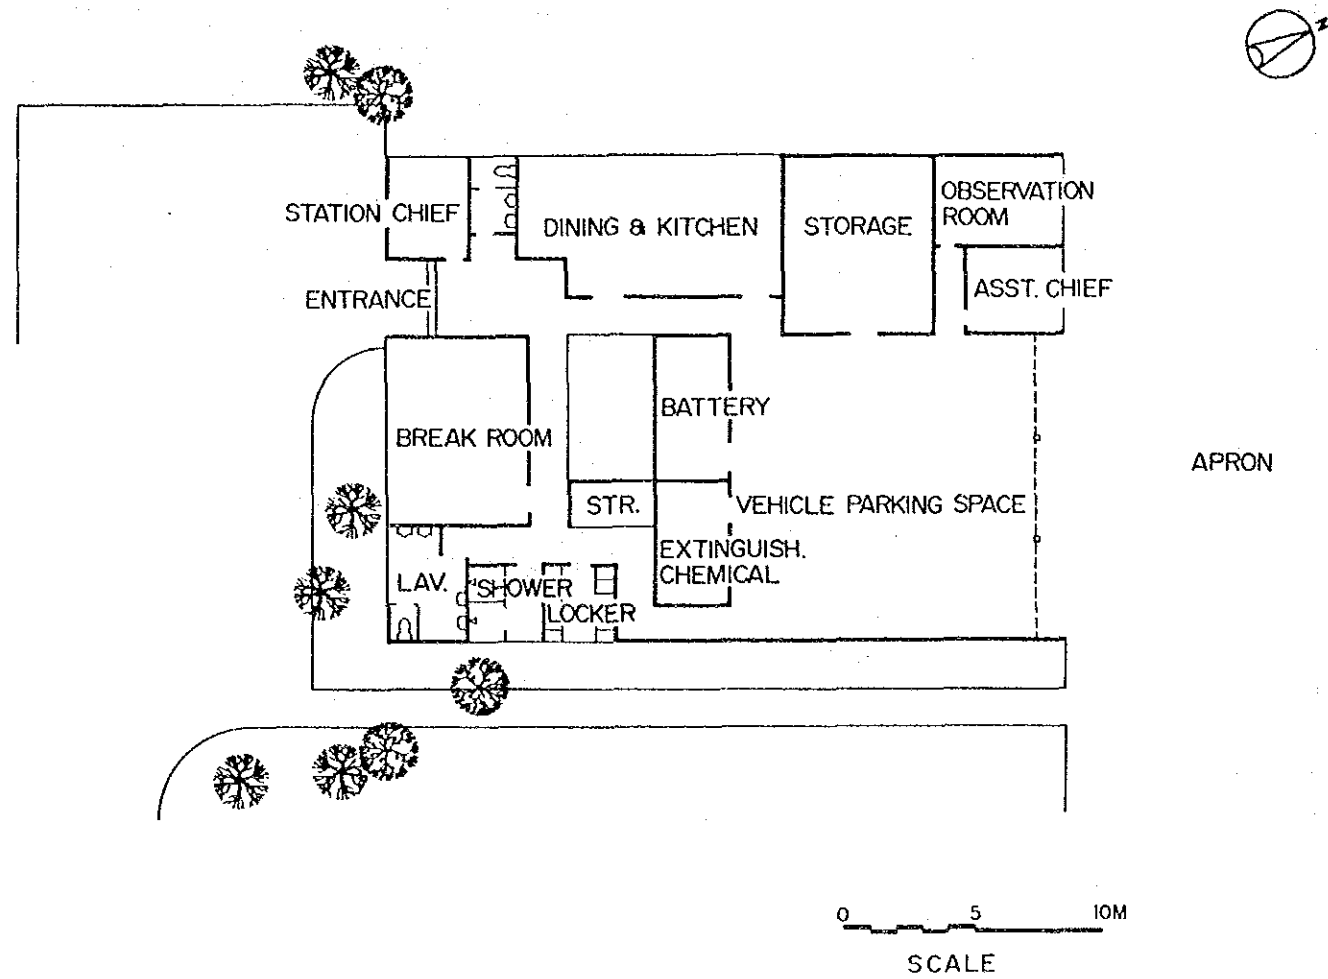 N
STATION CHIEF
DINING & KITCHEN
STORAGE
OBSERVATION
ROOM
ENTRANCE
ASST. CHIEF
BREAK ROOM
BATTERY
APRON
STR.
VEHICLE PARKING SPACE
EXTINGUISH.
CHEMICAL
LAV.
SHOWER
LOCKER
0 5 10M
SCALE